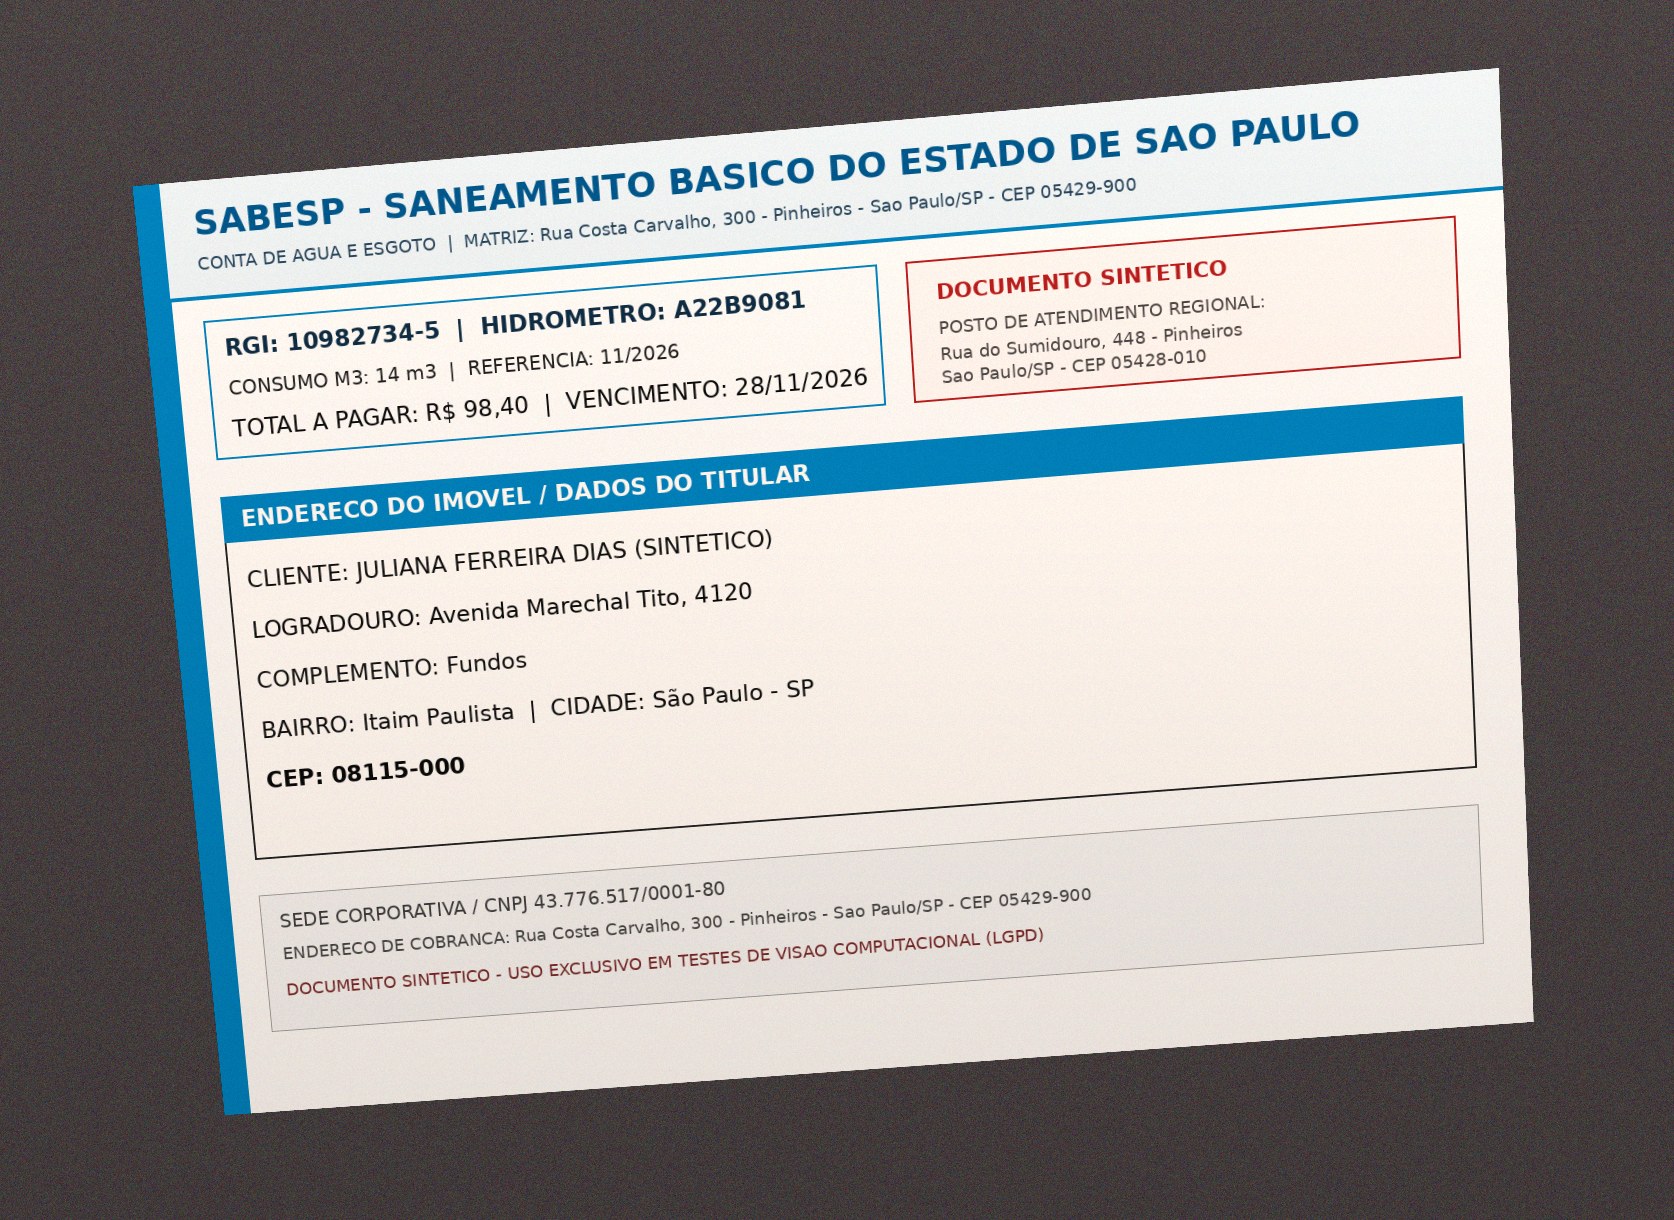 SABESP - SANEAMENTO BASICO DO ESTADO DE SAO PAULO
CONTA DE AGUA E ESGOTO | MATRIZ: Rua Costa Carvalho, 300 - Pinheiros - Sao Paulo/SP - CEP 05429-900
RGI: 10982734-5 | HIDROMETRO: A22B9081
CONSUMO M3: 14 m3 | REFERENCIA: 11/2026
TOTAL A PAGAR: R$ 98,40 | VENCIMENTO: 28/11/2026
DOCUMENTO SINTETICO
POSTO DE ATENDIMENTO REGIONAL:
Rua do Sumidouro, 448 - Pinheiros
Sao Paulo/SP - CEP 05428-010
ENDERECO DO IMOVEL / DADOS DO TITULAR
CLIENTE: JULIANA FERREIRA DIAS (SINTETICO)
LOGRADOURO: Avenida Marechal Tito, 4120
COMPLEMENTO: Fundos
BAIRRO: Itaim Paulista | CIDADE: São Paulo - SP
CEP: 08115-000
SEDE CORPORATIVA / CNPJ 43.776.517/0001-80
ENDERECO DE COBRANCA: Rua Costa Carvalho, 300 - Pinheiros - Sao Paulo/SP - CEP 05429-900
DOCUMENTO SINTETICO - USO EXCLUSIVO EM TESTES DE VISAO COMPUTACIONAL (LGPD)